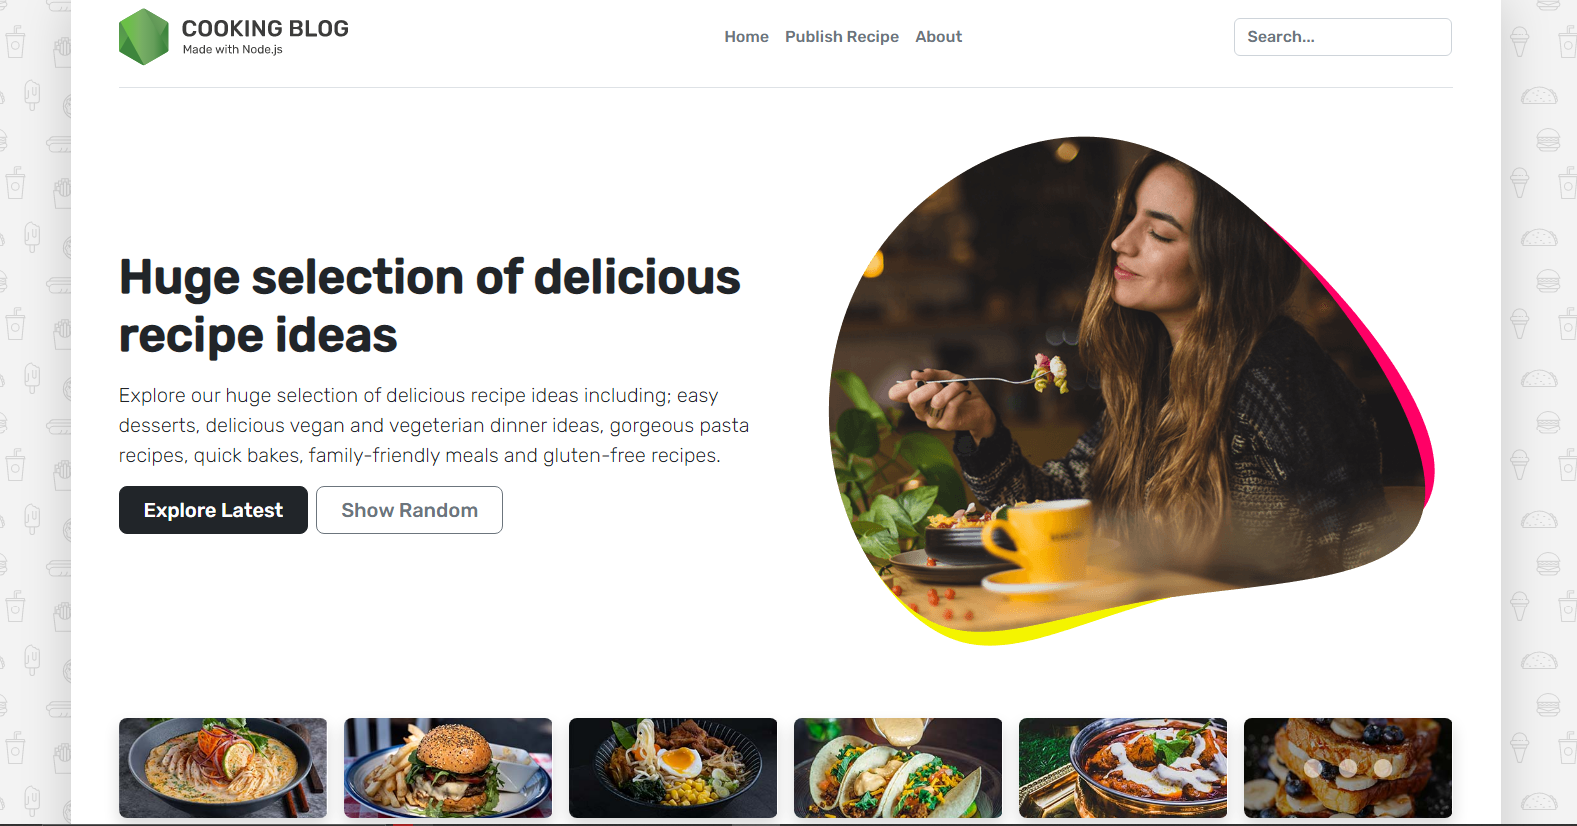 COOKING BLOG
Made with Node.js
Home Publish Recipe About
Search...
Huge selection of delicious
recipe ideas
Explore our huge selection of delicious recipe ideas including; easy
desserts, delicious vegan and vegeterian dinner ideas, gorgeous pasta
recipes, quick bakes, family-friendly meals and gluten-free recipes.
Explore Latest Show Random